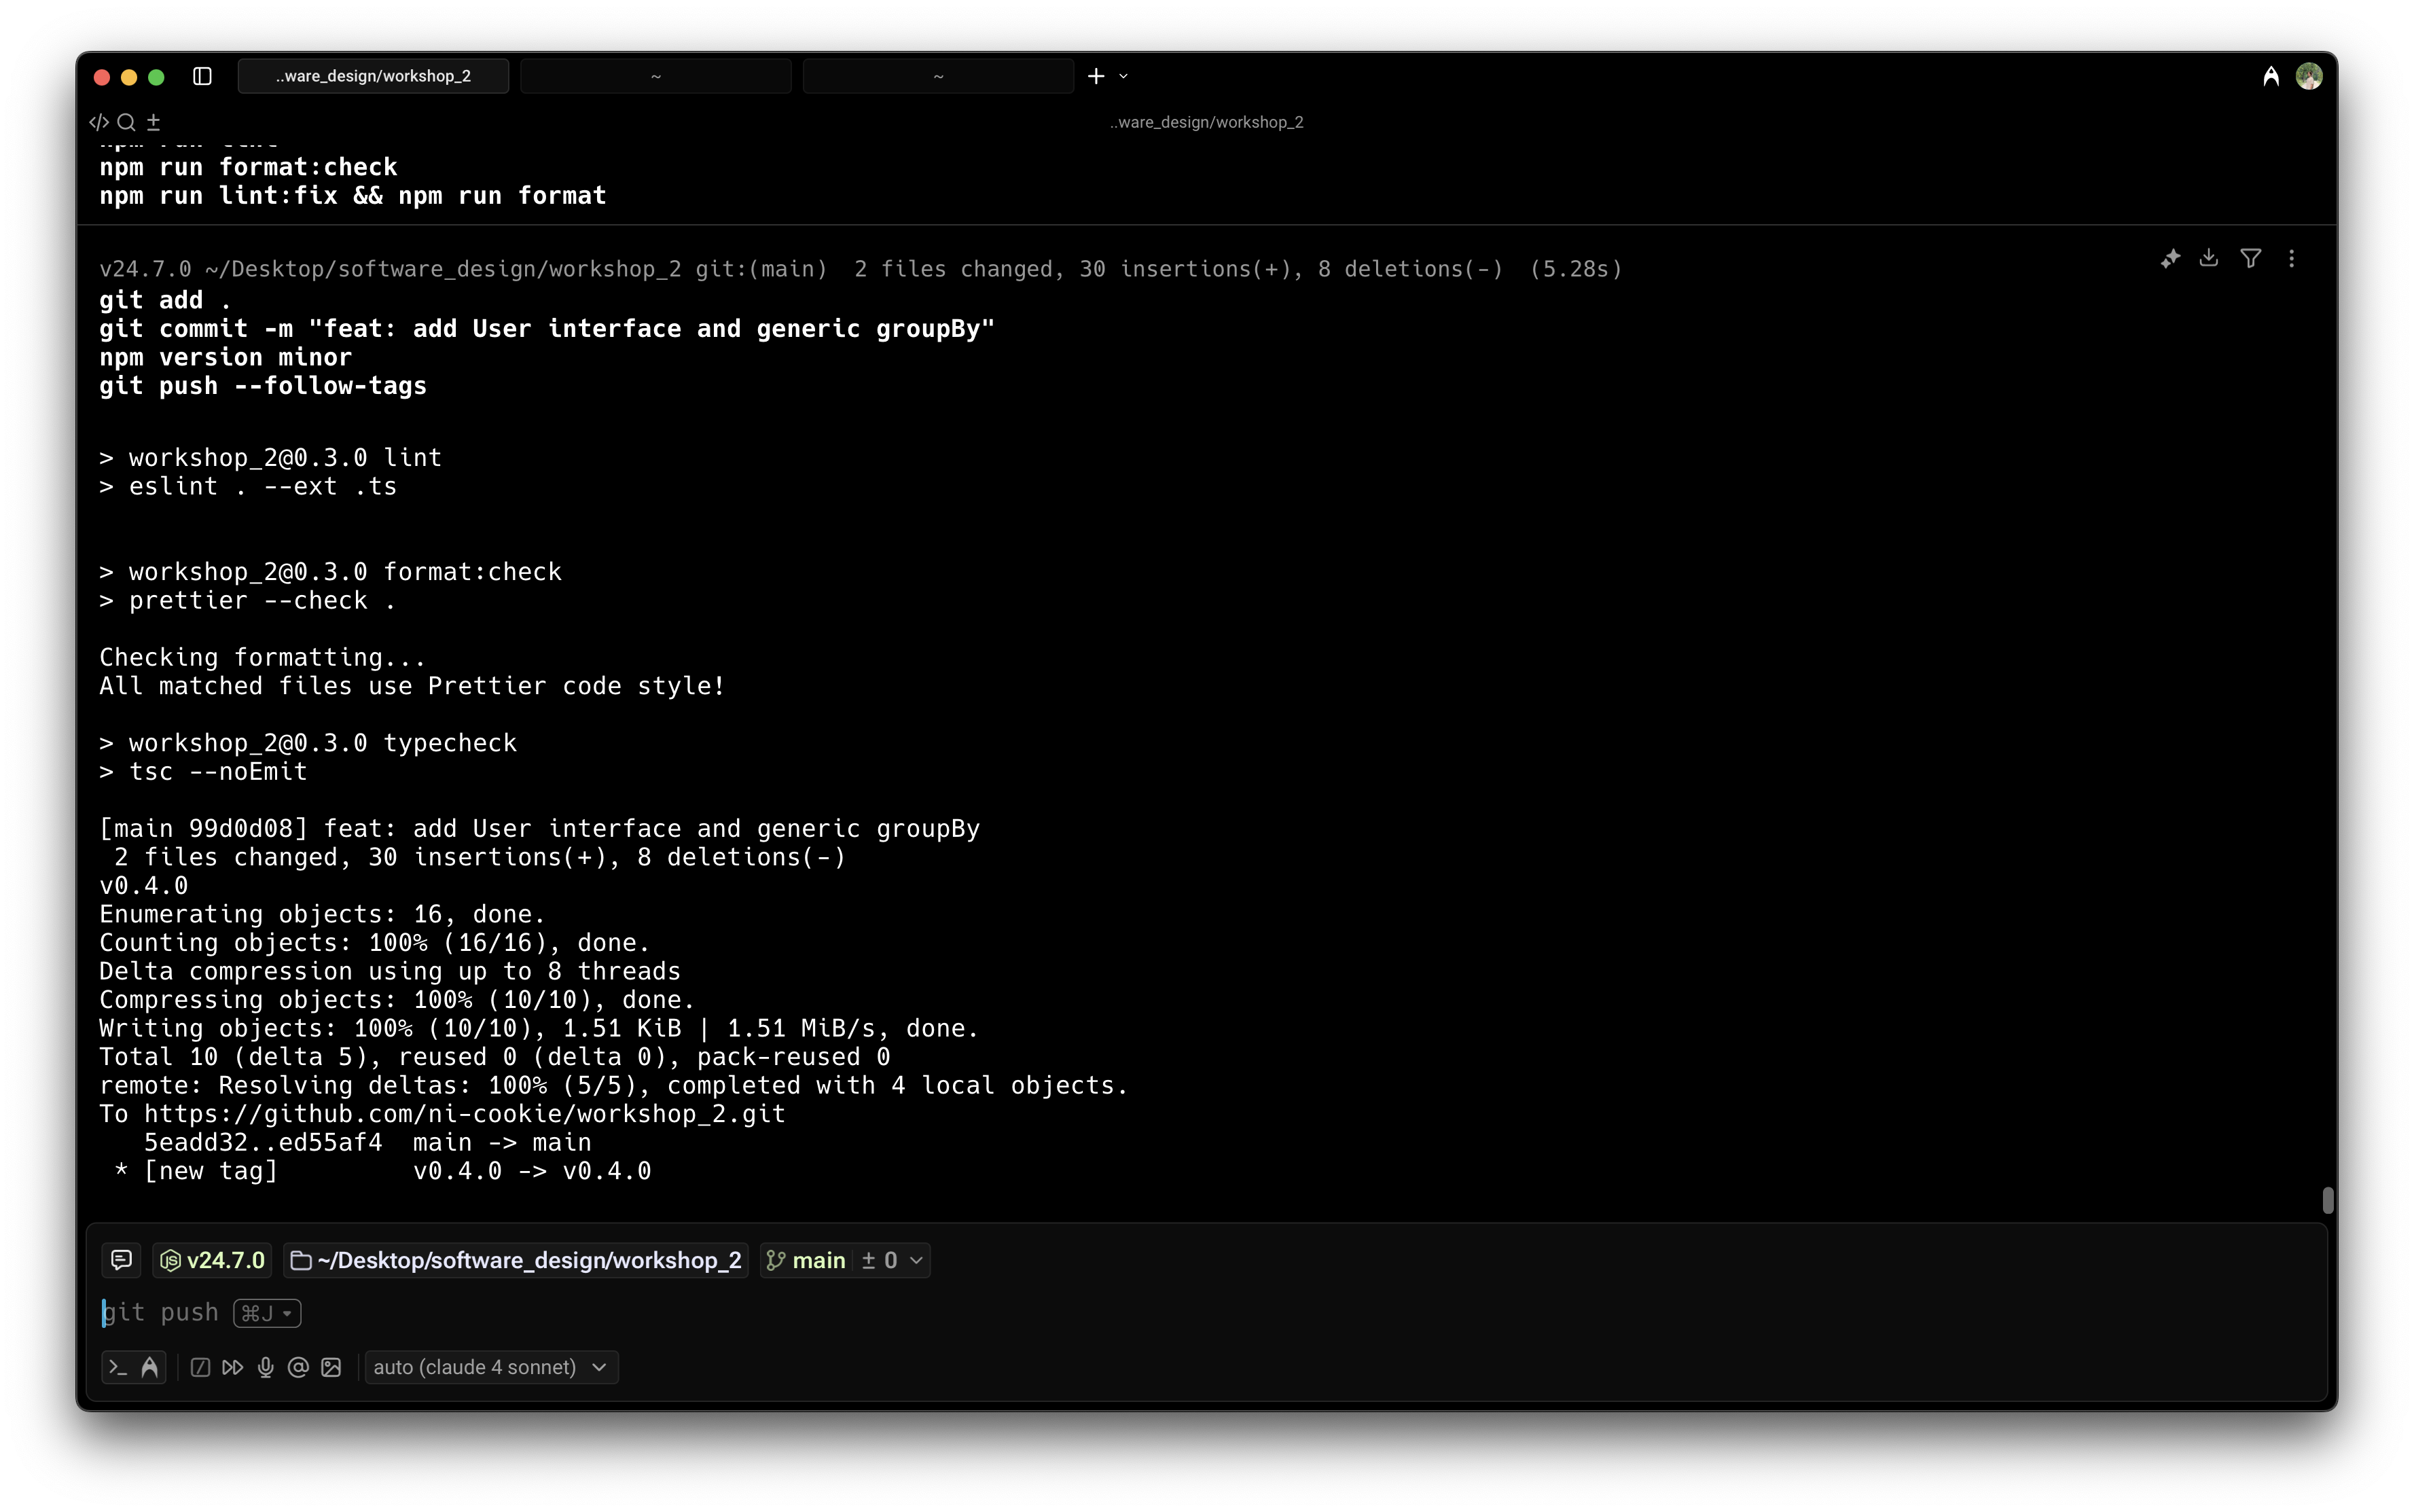 ..ware_design/workshop_2
~
~
..ware_design/workshop_2
npm run format:check
npm run lint:fix && npm run format
v24.7.0 ~/Desktop/software_design/workshop_2 git:(main)  2 files changed, 30 insertions(+), 8 deletions(-)  (5.28s)
git add .
git commit -m "feat: add User interface and generic groupBy"
npm version minor
git push --follow-tags
> workshop_2@0.3.0 lint
> eslint . --ext .ts
> workshop_2@0.3.0 format:check
> prettier --check .
Checking formatting...
All matched files use Prettier code style!
> workshop_2@0.3.0 typecheck
> tsc --noEmit
[main 99d0d08] feat: add User interface and generic groupBy
 2 files changed, 30 insertions(+), 8 deletions(-)
v0.4.0
Enumerating objects: 16, done.
Counting objects: 100% (16/16), done.
Delta compression using up to 8 threads
Compressing objects: 100% (10/10), done.
Writing objects: 100% (10/10), 1.51 KiB | 1.51 MiB/s, done.
Total 10 (delta 5), reused 0 (delta 0), pack-reused 0
remote: Resolving deltas: 100% (5/5), completed with 4 local objects.
To https://github.com/ni-cookie/workshop_2.git
   5eadd32..ed55af4  main -> main
 * [new tag]         v0.4.0 -> v0.4.0
v24.7.0 ~/Desktop/software_design/workshop_2 main ± 0
git push ⌘J
auto (claude 4 sonnet)